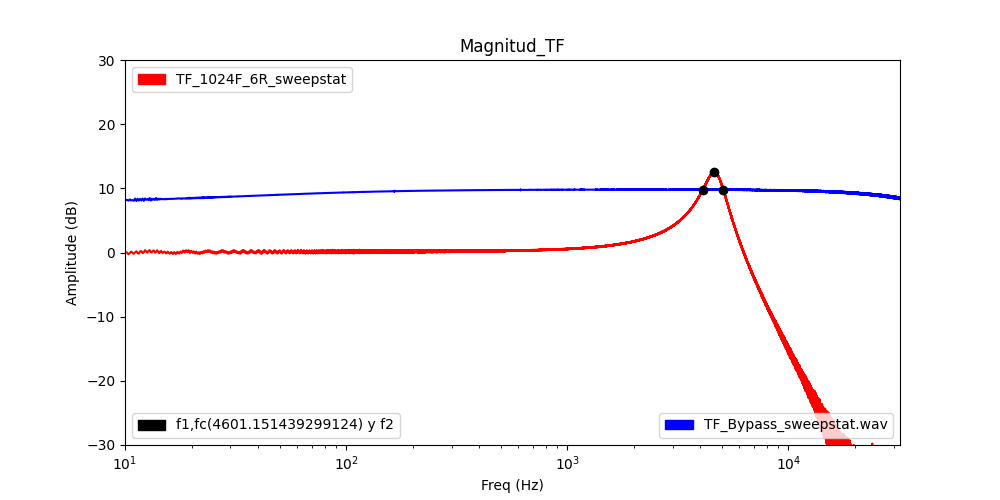 Magnitud_TF
30
20
10
0
−10
−20
−30
Amplitude (dB)
TF_1024F_6R_sweepstat
f1,fc(4601.151439299124) y f2
TF_Bypass_sweepstat.wav
10¹
10²
10³
10⁴
Freq (Hz)